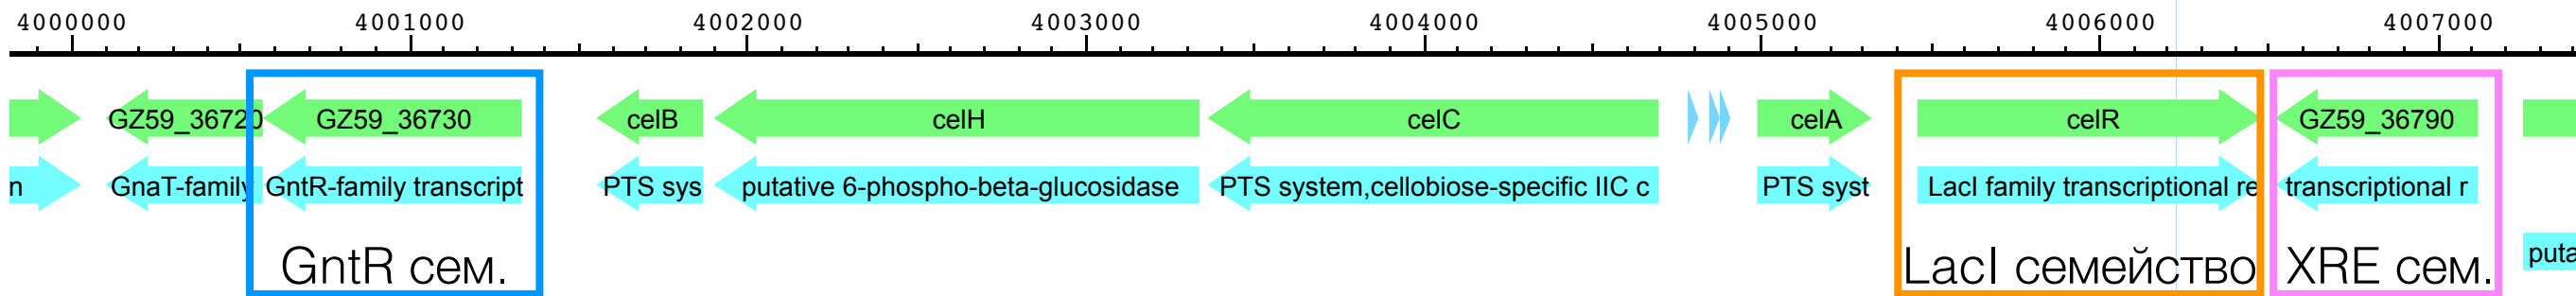 4000000 4001000 4002000 4003000 4004000 4005000 4006000 4007000
GZ59_36720 GZ59_36730 celB celH celC celA celR GZ59_36790
n GnaT-family GntR-family transcript PTS sys putative 6-phospho-beta-glucosidase PTS system,cellobiose-specific IIC c PTS syst LacI family transcriptional re transcriptional r
puta
GntR сем. LacI семейство XRE сем.